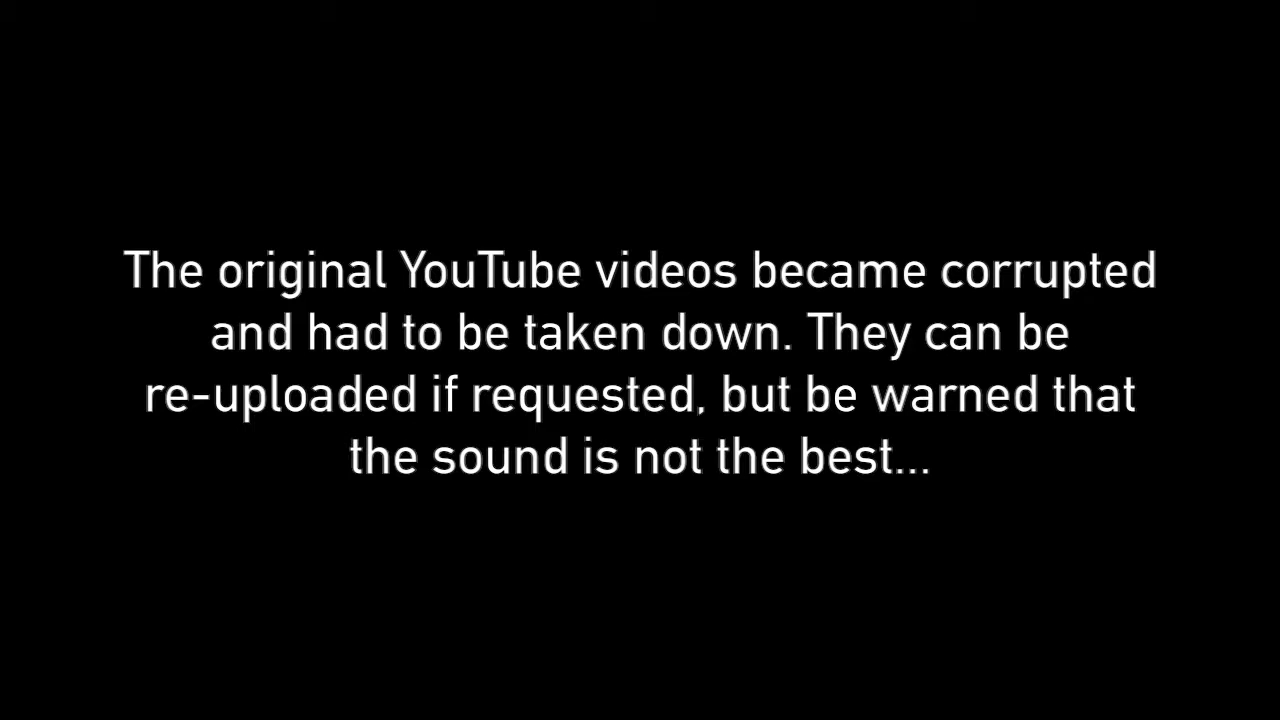 The original YouTube videos became corrupted
and had to be taken down. They can be
re-uploaded if requested, but be warned that
the sound is not the best...